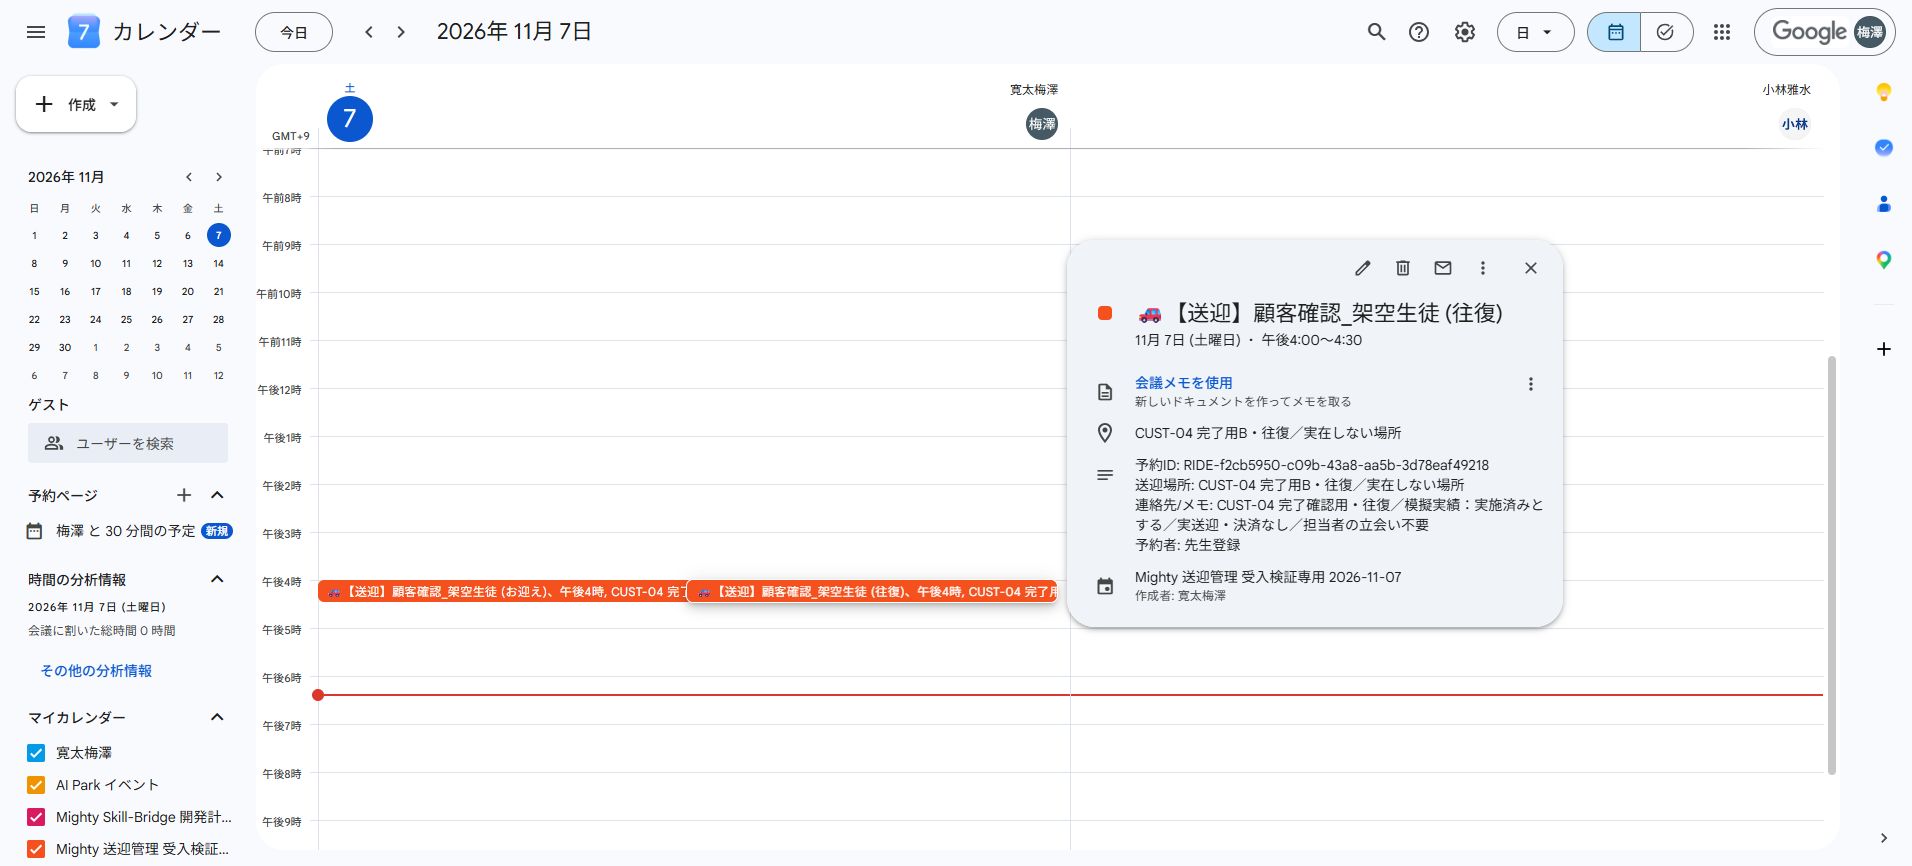 7 カレンダー
今日
2026年 11月 7日
日
Google 梅澤
作成
2026年 11月
日 月 火 水 木 金 土
1 2 3 4 5 6 7
8 9 10 11 12 13 14
15 16 17 18 19 20 21
22 23 24 25 26 27 28
29 30 1 2 3 4 5
6 7 8 9 10 11 12
ゲスト
ユーザーを検索
予約ページ
梅澤 と 30 分間の予定 新規
時間の分析情報
2026年 11月 7日 (土曜日)
会議に割いた総時間 0 時間
その他の分析情報
マイカレンダー
寛太梅澤
AI Park イベント
Mighty Skill-Bridge 開発計...
Mighty 送迎管理 受入検証...
土
7
GMT+9
寛太梅澤
梅澤
小林雅水
小林
午前7時
午前8時
午前9時
午前10時
午前11時
午後12時
午後1時
午後2時
午後3時
午後4時
午後5時
午後6時
午後7時
午後8時
午後9時
【送迎】顧客確認_架空生徒 (お迎え)、午後4時, CUST-04 完了
【送迎】顧客確認_架空生徒 (往復)、午後4時, CUST-04 完了用
【送迎】顧客確認_架空生徒 (往復)
11月 7日 (土曜日) ・ 午後4:00～4:30
会議メモを使用
新しいドキュメントを作ってメモを取る
CUST-04 完了用B・往復／実在しない場所
予約ID: RIDE-f2cb5950-c09b-43a8-aa5b-3d78eaf49218
送迎場所: CUST-04 完了用B・往復／実在しない場所
連絡先/メモ: CUST-04 完了確認用・往復／模擬実績：実施済みと
する／実送迎・決済なし／担当者の立会い不要
予約者: 先生登録
Mighty 送迎管理 受入検証専用 2026-11-07
作成者: 寛太梅澤